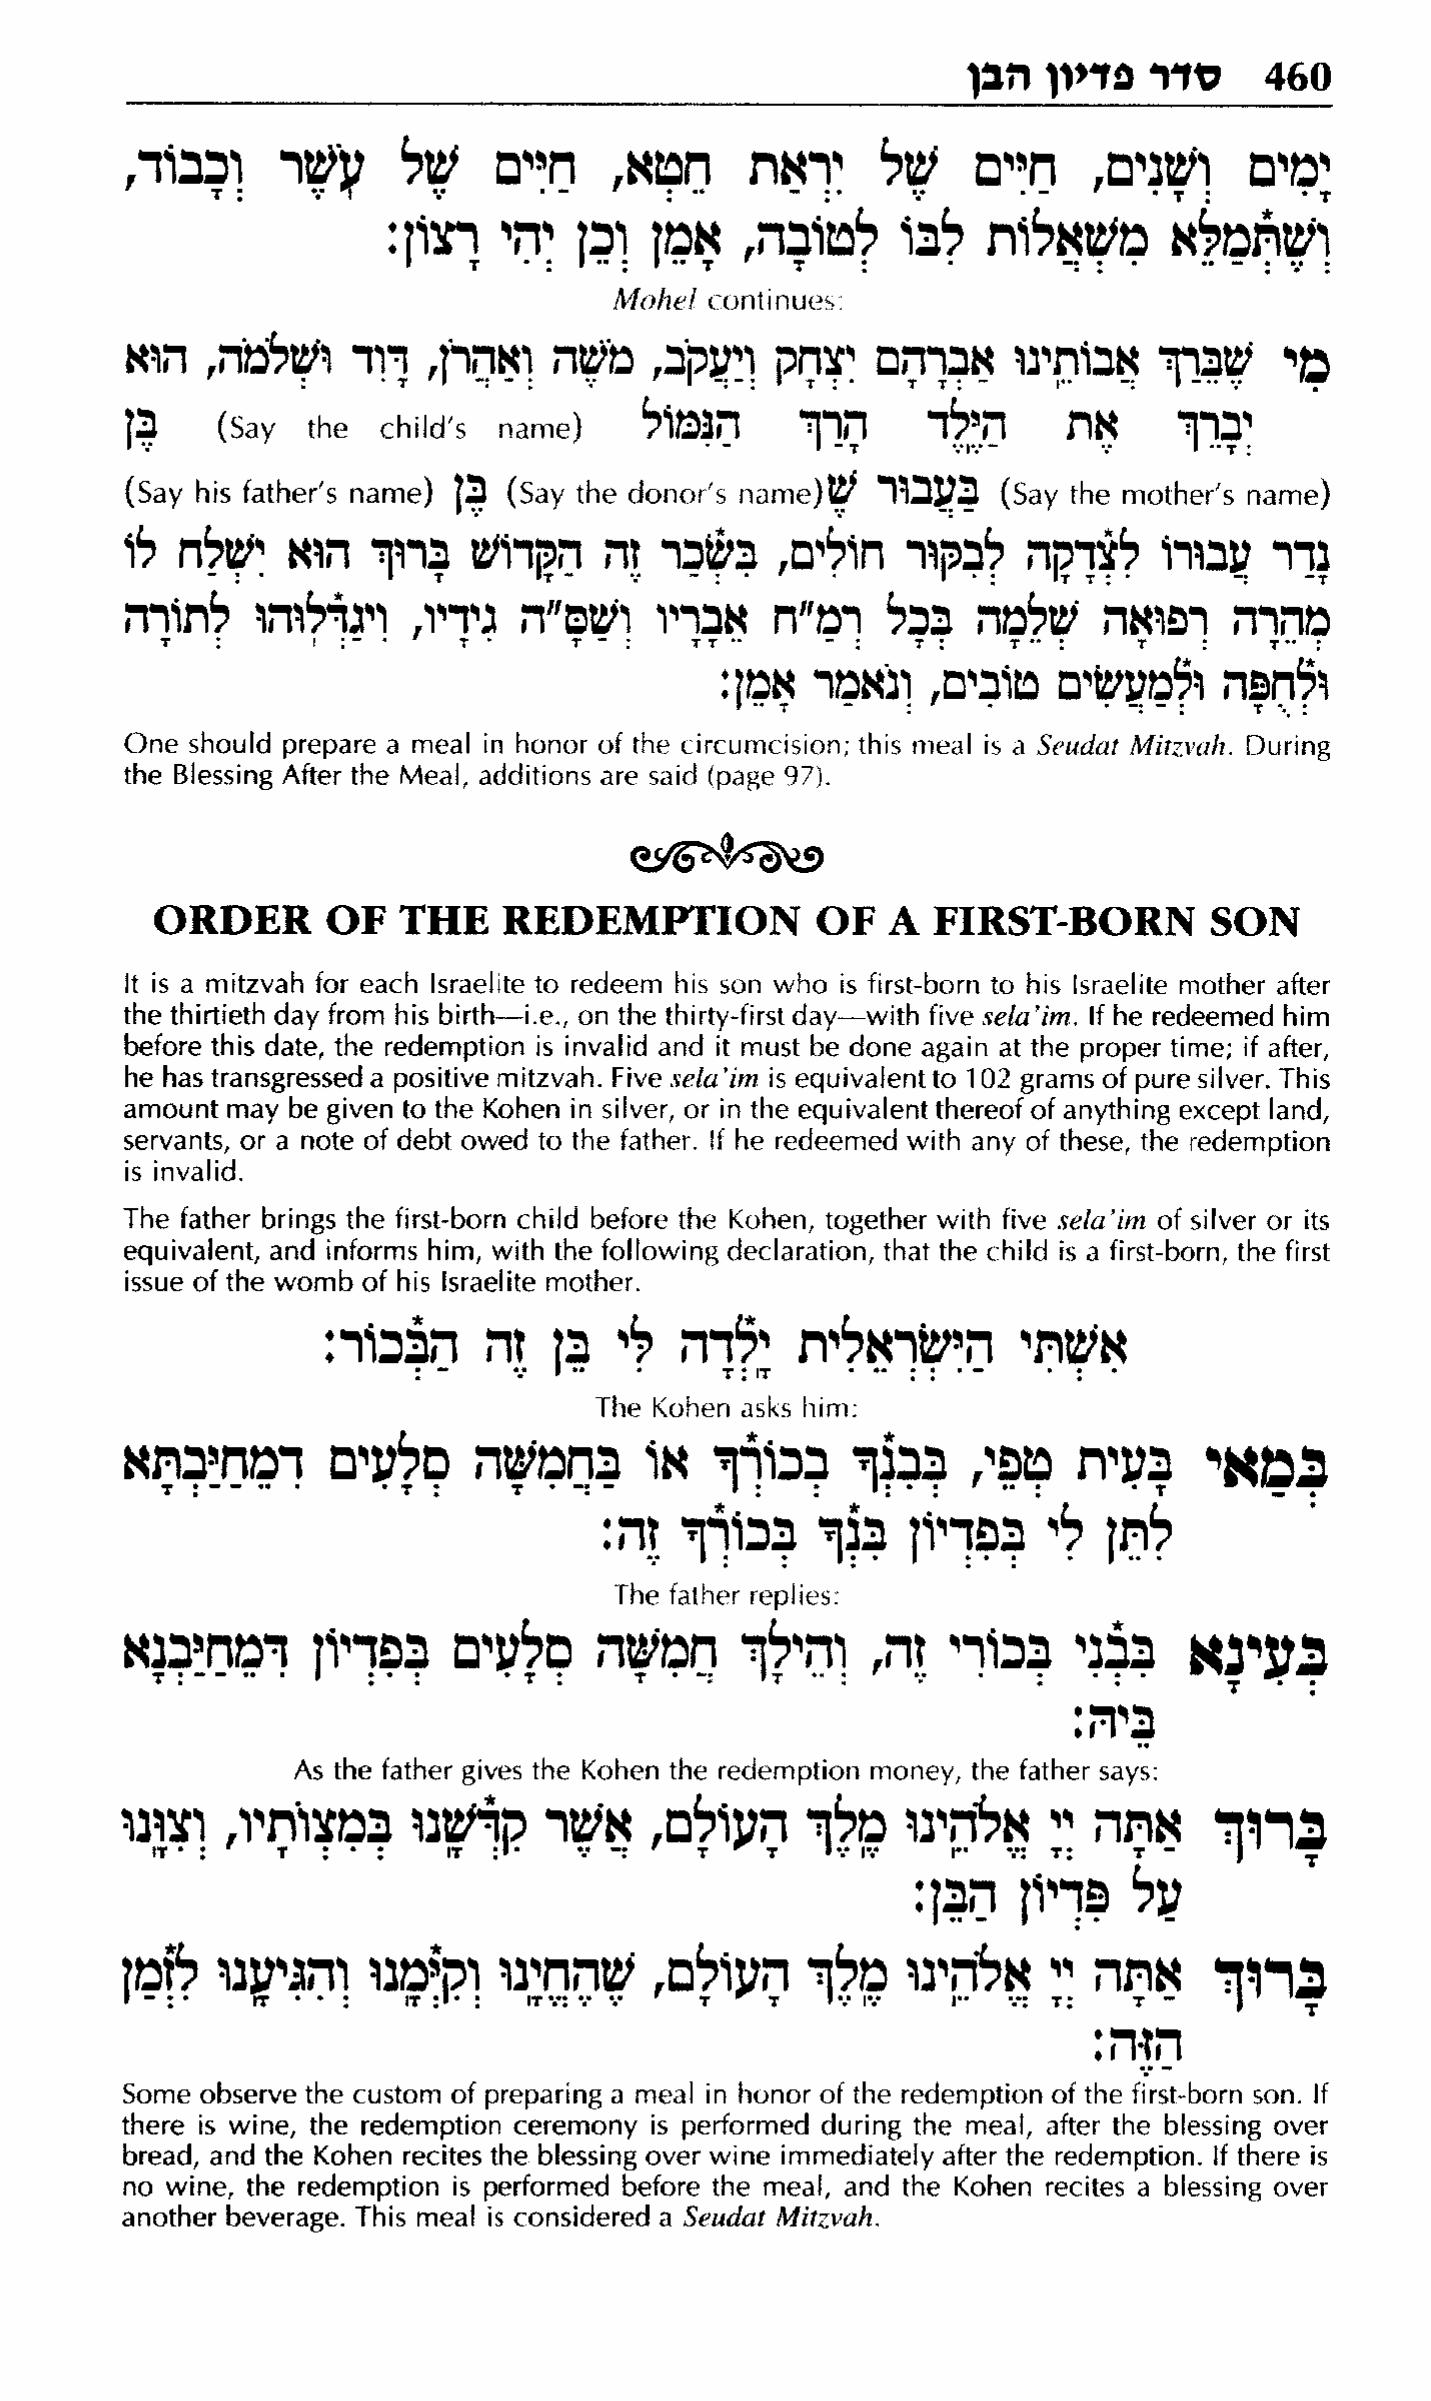 460 סדר פדיון הבן
יָמִים וְשָׁנִים, חַיִּים שֶׁל יִרְאַת חֵטְא, חַיִּים שֶׁל עֹשֶׁר וְכָבוֹד,
וְשֶׁתְּמַלֵּא מִשְׁאֲלוֹת לִבּוֹ לְטוֹבָה, אָמֵן וְכֵן יְהִי רָצוֹן:
Mohel continues:
מִי שֶׁבֵּרַךְ אֲבוֹתֵינוּ אַבְרָהָם יִצְחָק וְיַעֲקֹב, מֹשֶׁה וְאַהֲרֹן, דָּוִד וּשְׁלֹמֹה, הוּא
יְבָרֵךְ אֶת הַיֶּלֶד הָרַךְ הַנִּמּוֹל (Say the child's name) בֶּן
(Say the mother's name) בַּעֲבוּר שֶׁ(Say the donor's name) בֶּן (Say his father's name)
נָדַר עֲבוּרוֹ לִצְדָקָה לְבִקּוּר חוֹלִים, בִּשְׂכַר זֶה הַקָּדוֹשׁ בָּרוּךְ הוּא יִשְׁלַח לוֹ
מְהֵרָה רְפוּאָה שְׁלֵמָה בְּכָל רְמַ"ח אֵבָרָיו וְשַׁסָּ"ה גִּידָיו, וִיגַדְּלוּהוּ לְתוֹרָה
וּלְחֻפָּה וּלְמַעֲשִׂים טוֹבִים, וְנֹאמַר אָמֵן:
One should prepare a meal in honor of the circumcision; this meal is a Seudat Mitzvah. During
the Blessing After the Meal, additions are said (page 97).
ORDER OF THE REDEMPTION OF A FIRST-BORN SON
It is a mitzvah for each Israelite to redeem his son who is first-born to his Israelite mother after
the thirtieth day from his birth—i.e., on the thirty-first day—with five sela'im. If he redeemed him
before this date, the redemption is invalid and it must be done again at the proper time; if after,
he has transgressed a positive mitzvah. Five sela'im is equivalent to 102 grams of pure silver. This
amount may be given to the Kohen in silver, or in the equivalent thereof of anything except land,
servants, or a note of debt owed to the father. If he redeemed with any of these, the redemption
is invalid.
The father brings the first-born child before the Kohen, together with five sela'im of silver or its
equivalent, and informs him, with the following declaration, that the child is a first-born, the first
issue of the womb of his Israelite mother.
אִשְׁתִּי הַיִּשְׂרְאֵלִית יָלְדָה לִּי בֵּן זֶה הַבְּכוֹר:
The Kohen asks him:
בְּמַאי בָּעִית טְפֵי, בְּבִנְךָ בְּכוֹרְךָ אוֹ בַּחֲמִשָּׁה סְלָעִים דִּמֵחַיַּבְתָּא
לִתֵּן לִי בְּפִדְיוֹן בִּנְךָ בְּכוֹרְךָ זֶה:
The father replies:
בְּעִינָא בִּבְנִי בְּכוֹרִי זֶה, וְהֵילָךְ חֲמִשָּׁה סְלָעִים בְּפִדְיוֹן דִּמֵחַיַּבְנָא
בֵּיהּ:
As the father gives the Kohen the redemption money, the father says:
בָּרוּךְ אַתָּה יְיָ אֱלֹהֵינוּ מֶלֶךְ הָעוֹלָם, אֲשֶׁר קִדְּשָׁנוּ בְּמִצְוֹתָיו, וְצִוָּנוּ
עַל פִּדְיוֹן הַבֵּן:
בָּרוּךְ אַתָּה יְיָ אֱלֹהֵינוּ מֶלֶךְ הָעוֹלָם, שֶׁהֶחֱיָנוּ וְקִיְּמָנוּ וְהִגִּיעָנוּ לִזְמַן
הַזֶּה:
Some observe the custom of preparing a meal in honor of the redemption of the first-born son. If
there is wine, the redemption ceremony is performed during the meal, after the blessing over
bread, and the Kohen recites the blessing over wine immediately after the redemption. If there is
no wine, the redemption is performed before the meal, and the Kohen recites a blessing over
another beverage. This meal is considered a Seudat Mitzvah.